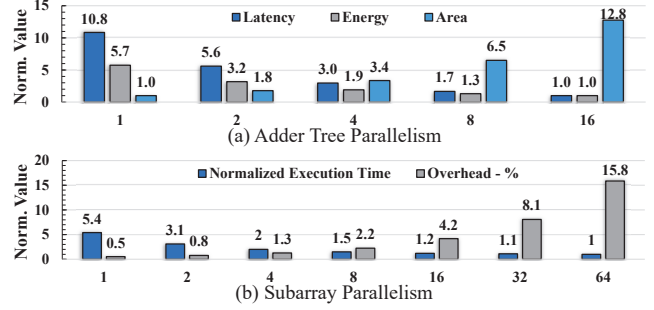 15 Latency Energy Area 12.8
10.8
10
5.7 5.6 6.5
5 3.2 3.0 3.4
1.0 1.8 1.9 1.7 1.3 1.0 1.0
0
Norm. Value
1 2 4 8 16
(a) Adder Tree Parallelism
20 Normalized Execution Time Overhead - % 15.8
15
10 8.1
5.4
5 3.1 2 1.5 2.2 1.2 4.2 1.1 1
0.5 0.8 1.3
0
Norm. Value
1 2 4 8 16 32 64
(b) Subarray Parallelism